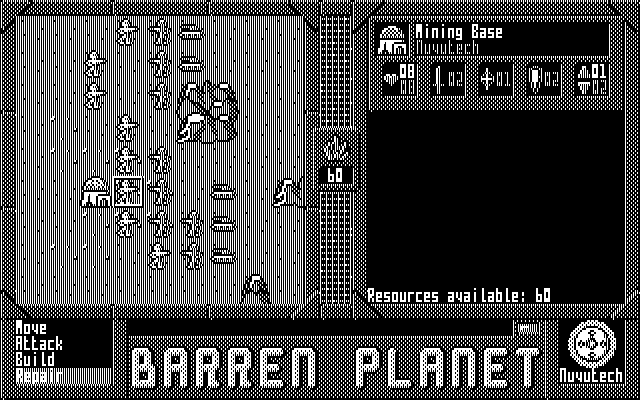 Mining Base
Nuvutech
08
08
02
01
02
01
02
60
Resources available: 60
Move
Attack
Build
Repair
BARREN PLANET
Nuvutech